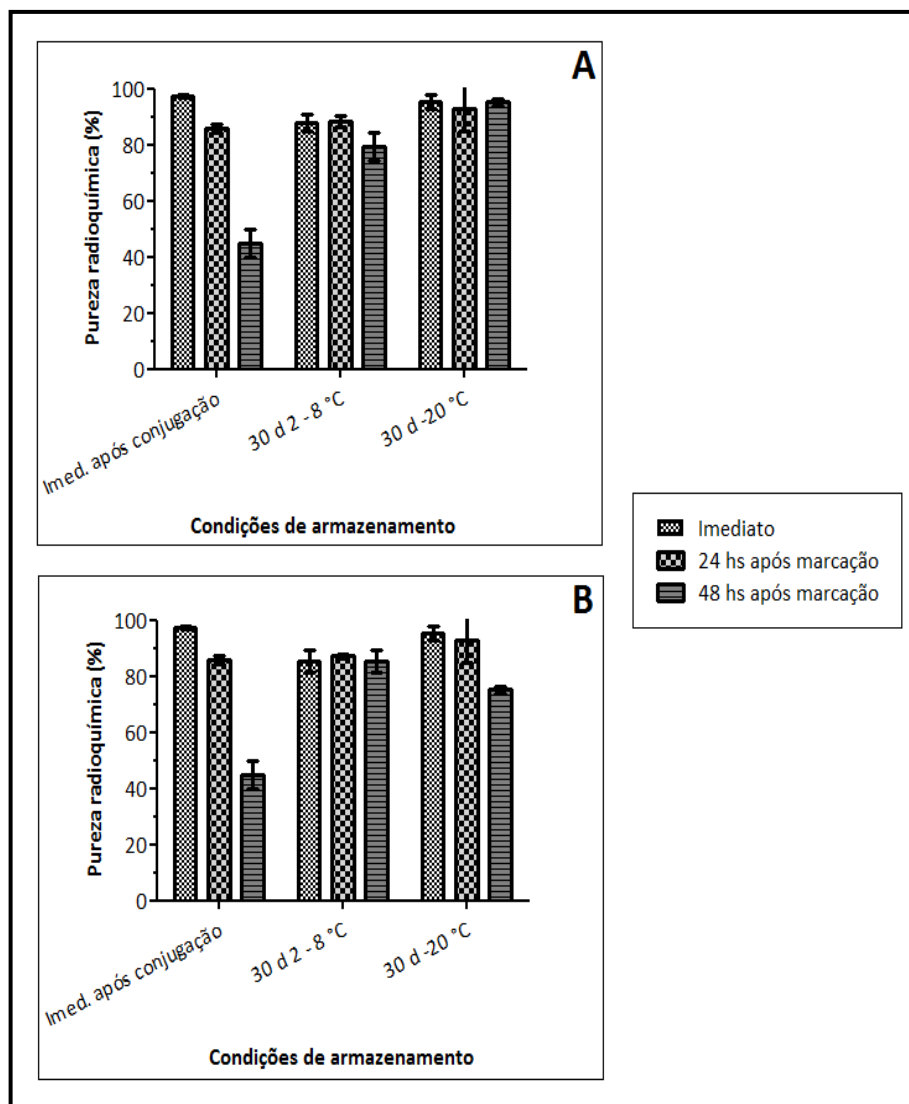 A
Pureza radioquímica (%)
100
80
60
40
20
0
Imed. após conjugação
30 d 2 - 8 °C
30 d -20 °C
Condições de armazenamento
Imediato
24 hs após marcação
48 hs após marcação
B
Pureza radioquímica (%)
100
80
60
40
20
0
Imed. após conjugação
30 d 2 - 8 °C
30 d -20 °C
Condições de armazenamento